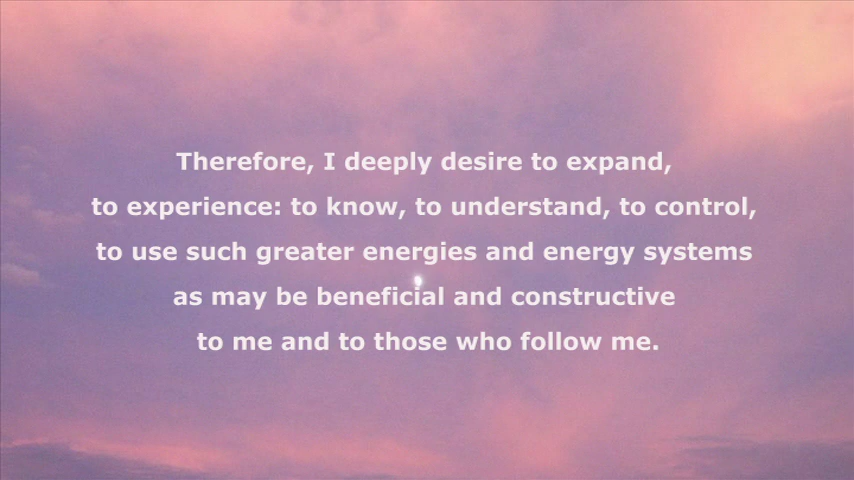 Therefore, I deeply desire to expand,
to experience: to know, to understand, to control,
to use such greater energies and energy systems
as may be beneficial and constructive
to me and to those who follow me.